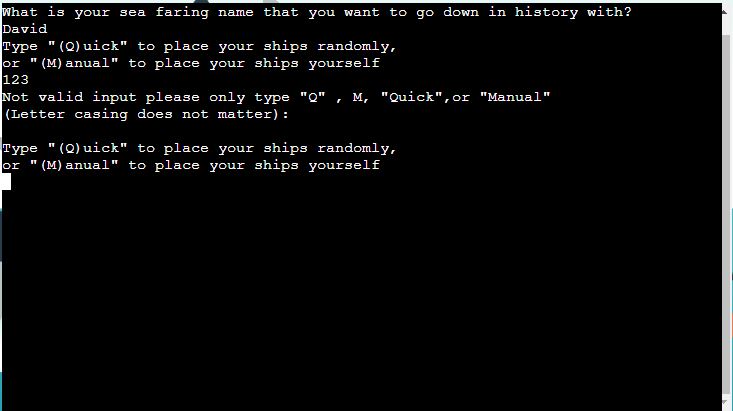 What is your sea faring name that you want to go down in history with?
David
Type "(Q)uick" to place your ships randomly,
or "(M)anual" to place your ships yourself
123
Not valid input please only type "Q" , M, "Quick",or "Manual"
(Letter casing does not matter):
Type "(Q)uick" to place your ships randomly,
or "(M)anual" to place your ships yourself